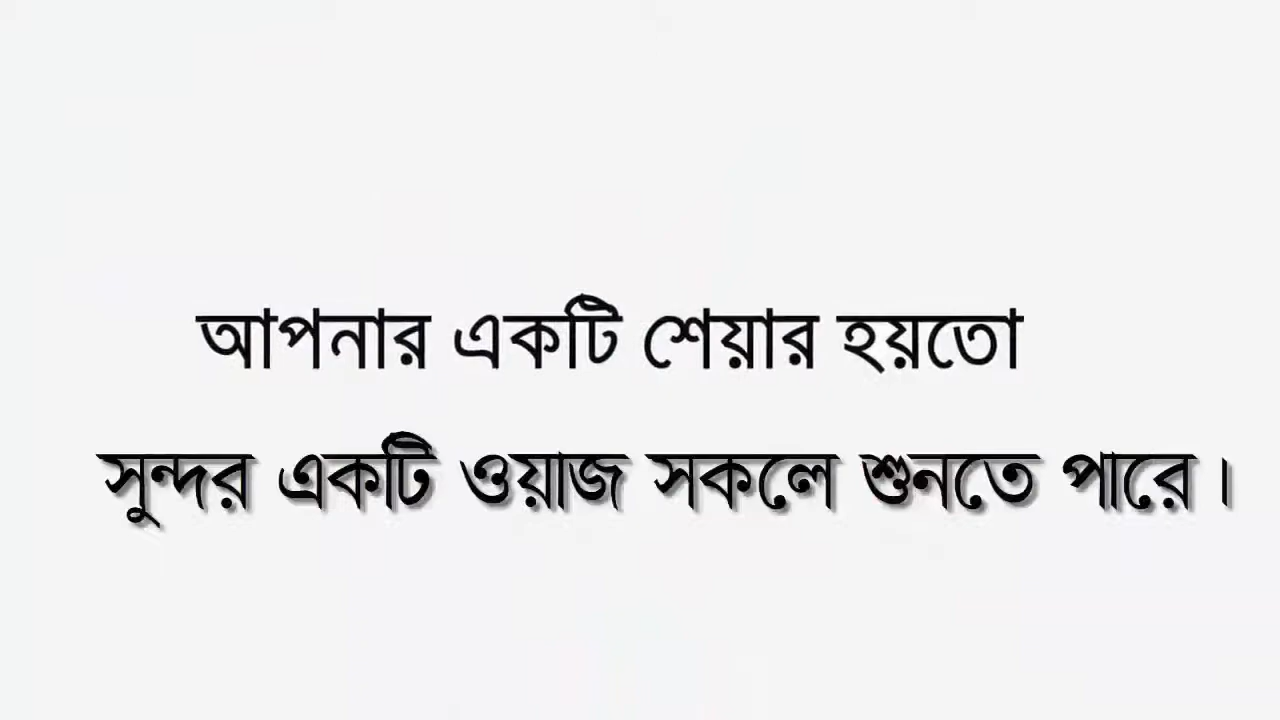 আপনার একটি শেয়ার হয়তো
সুন্দর একটি ওয়াজ সকলে শুনতে পারে।